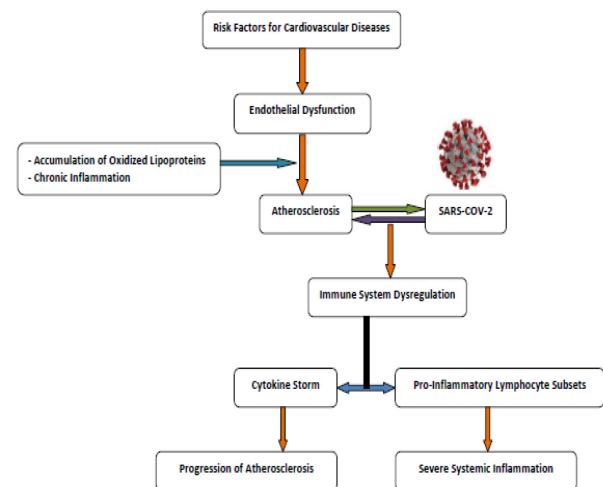 Risk Factors for Cardiovascular Diseases
Endothelial Dysfunction
- Accumulation of Oxidized Lipoproteins
- Chronic Inflammation
Atherosclerosis
SARS-COV-2
Immune System Dysregulation
Cytokine Storm
Pro-Inflammatory Lymphocyte Subsets
Progression of Atherosclerosis
Severe Systemic Inflammation